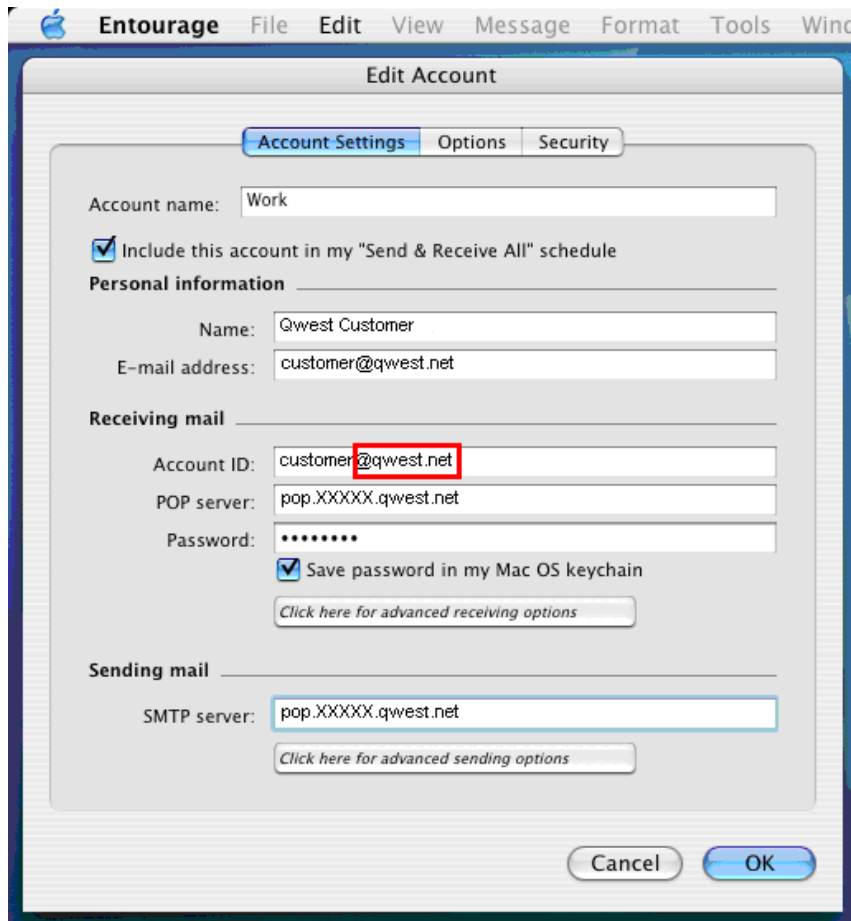 Entourage File Edit View Message Format Tools
Edit Account
Account Settings Options Security
Account name: Work
Include this account in my "Send & Receive All" schedule
Personal information
Name: Qwest Customer
E-mail address: customer@qwest.net
Receiving mail
Account ID: customer@qwest.net
POP server: pop.XXXXX.qwest.net
Password: ••••••••
Save password in my Mac OS keychain
Click here for advanced receiving options
Sending mail
SMTP server: pop.XXXXX.qwest.net
Click here for advanced sending options
Cancel OK